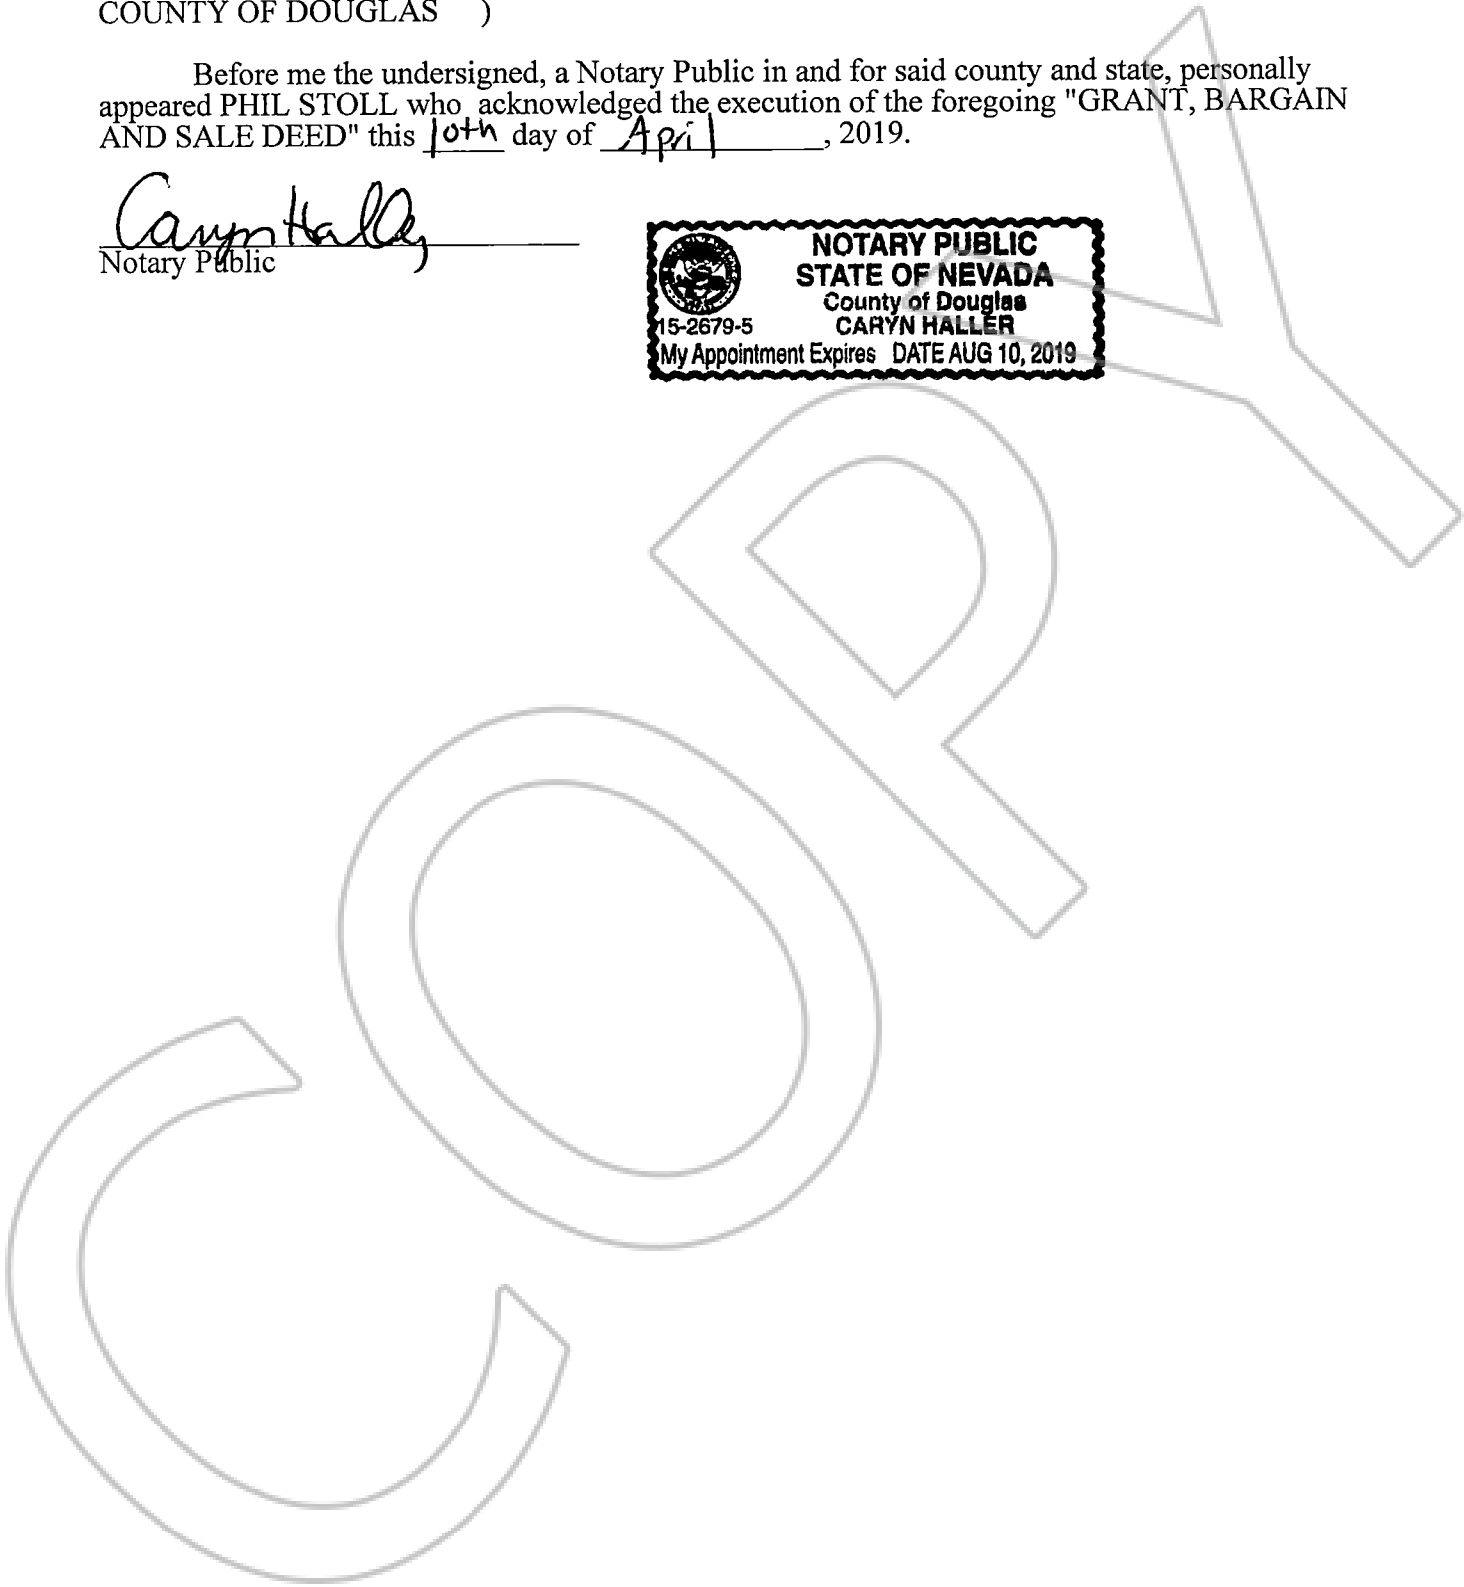 COUNTY OF DOUGLAS )
Before me the undersigned, a Notary Public in and for said county and state, personally
appeared PHIL STOLL who acknowledged the execution of the foregoing "GRANT, BARGAIN
AND SALE DEED" this 10th day of April, 2019.
Caryn Haller
Notary Public
NOTARY PUBLIC
STATE OF NEVADA
County of Douglas
15-2679-5 CARYN HALLER
My Appointment Expires DATE AUG 10, 2019
COPY